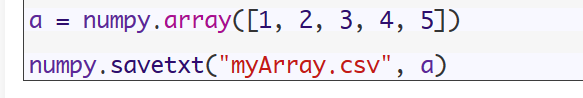 a = numpy.array([1, 2, 3, 4, 5])
numpy.savetxt("myArray.csv", a)